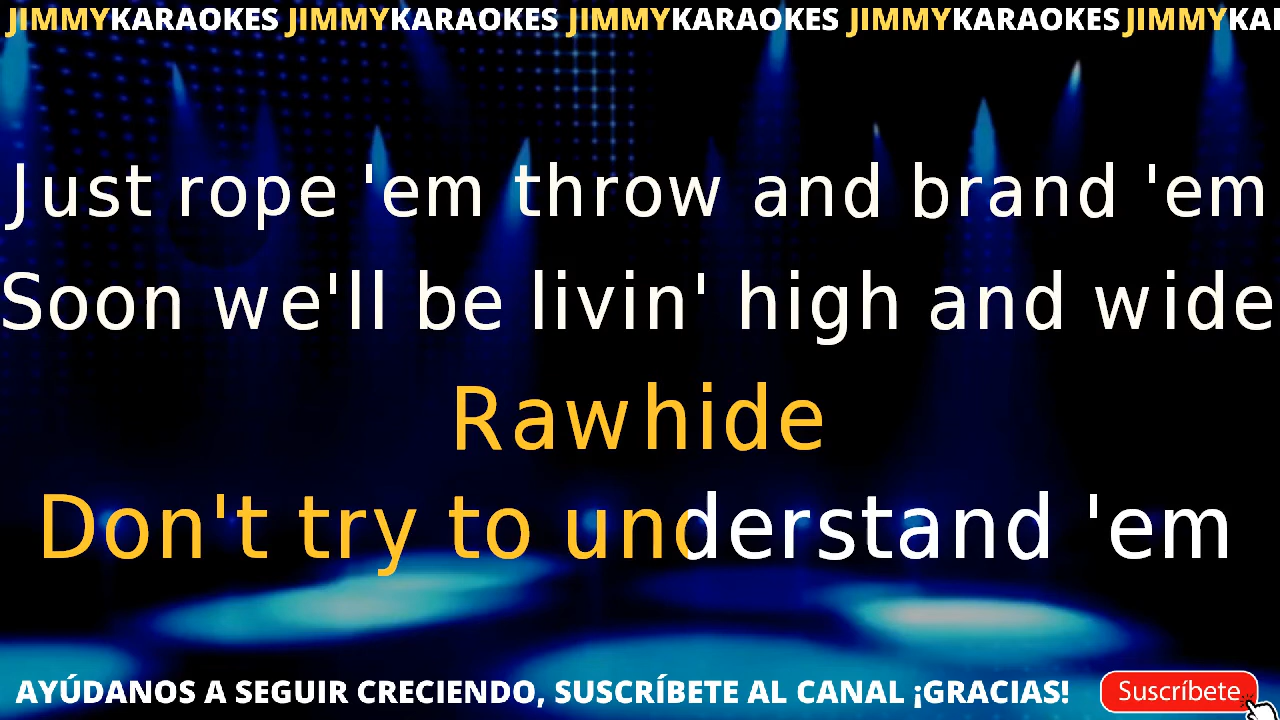 JIMMYKARAOKES JIMMYKARAOKES JIMMYKARAOKES JIMMYKARAOKES JIMMYKA
Just rope 'em throw and brand 'em
Soon we'll be livin' high and wide
Rawhide
Don't try to understand 'em
AYÚDANOS A SEGUIR CRECIENDO, SUSCRÍBETE AL CANAL ¡GRACIAS! Suscríbete